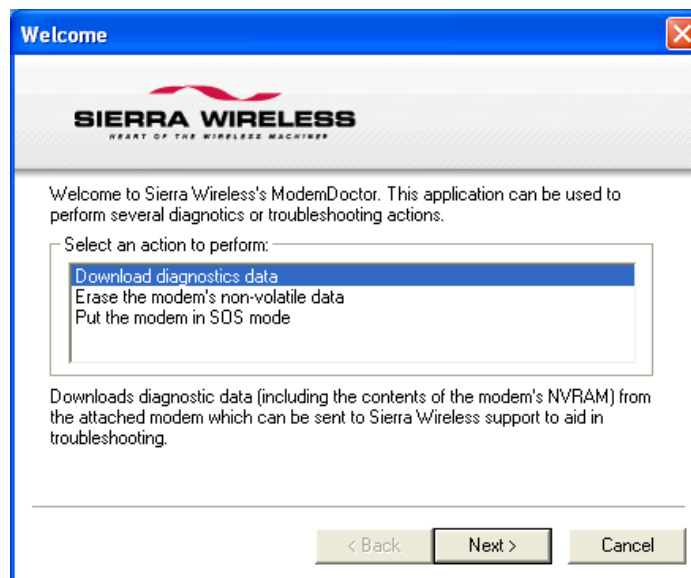 Welcome
SIERRA WIRELESS
HEART OF THE WIRELESS MACHINE®
Welcome to Sierra Wireless's ModemDoctor. This application can be used to
perform several diagnotics or troubleshooting actions.
Select an action to perform:
Download diagnostics data
Erase the modem's non-volatile data
Put the modem in SOS mode
Downloads diagnostic data (including the contents of the modem's NVRAM) from
the attached modem which can be sent to Sierra Wireless support to aid in
troubleshooting.
< Back
Next >
Cancel